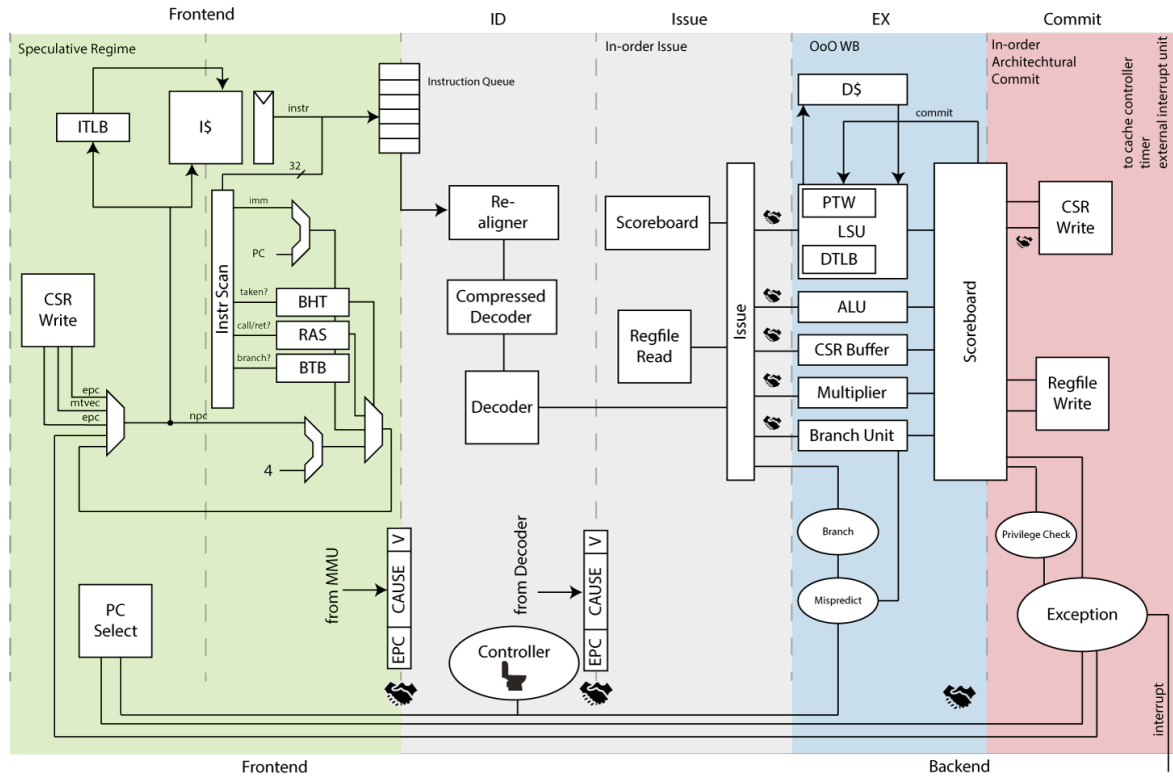 Frontend
ID
Issue
EX
Commit
Speculative Regime
In-order Issue
OoO WB
In-order
Architechtural
Commit
to cache controller
timer
external interrupt unit
Instruction Queue
ITLB
I$
instr
32
D$
commit
Re-
aligner
Scoreboard
PTW
LSU
DTLB
CSR
Write
imm
PC
Instr Scan
taken?
BHT
call/ret?
RAS
branch?
BTB
CSR
Write
Compressed
Decoder
Regfile
Read
Issue
ALU
CSR Buffer
Multiplier
Branch Unit
Scoreboard
Regfile
Write
Decoder
epc
mtvec
epc
npc
4
from MMU
V
CAUSE
EPC
from Decoder
V
CAUSE
EPC
Branch
Mispredict
Privilege Check
Exception
PC
Select
Controller
interrupt
Frontend
Backend